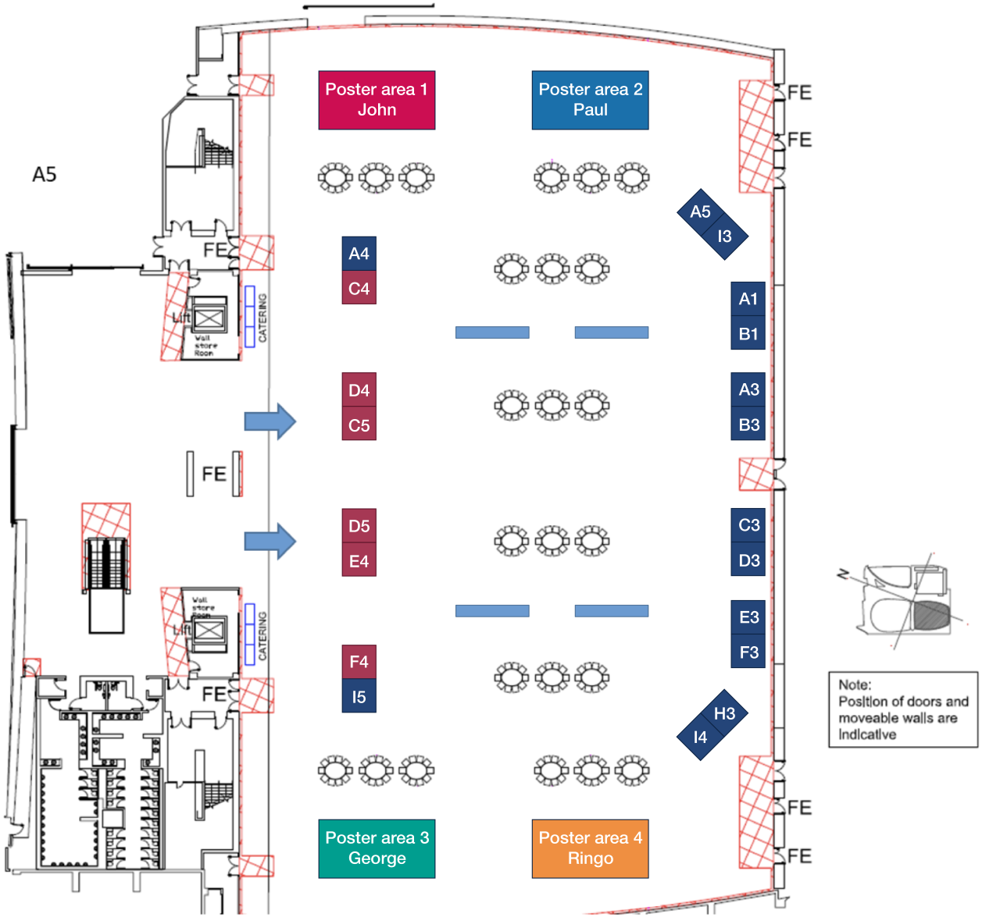 Poster area 1
John
Poster area 2
Paul
FE
FE
A5
A5
I3
FE
A4
C4
Lift
Wall
store
Room
CATERING
A1
B1
D4
C5
A3
B3
FE
D5
E4
C3
D3
N
Wall
store
Room
Lift
CATERING
E3
F3
F4
I5
FE
H3
I4
Note:
Position of doors and
moveable walls are
indicative
FE
Poster area 3
George
Poster area 4
Ringo
FE